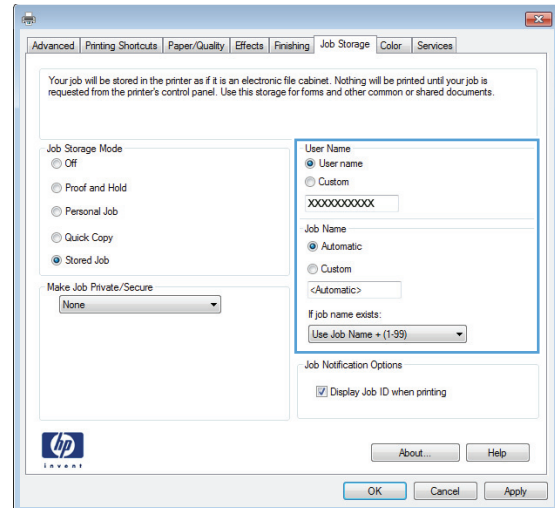 Advanced Printing Shortcuts Paper/Quality Effects Finishing Job Storage Color Services
Your job will be stored in the printer as if it is an electronic file cabinet. Nothing will be printed until your job is
requested from the printer's control panel. Use this storage for forms and other common or shared documents.
Job Storage Mode
Off
Proof and Hold
Personal Job
Quick Copy
Stored Job
Make Job Private/Secure
None
User Name
User name
Custom
XXXXXXXXXX
Job Name
Automatic
Custom
<Automatic>
If job name exists:
Use Job Name + (1-99)
Job Notification Options
Display Job ID when printing
hp
invent
About... Help
OK Cancel Apply